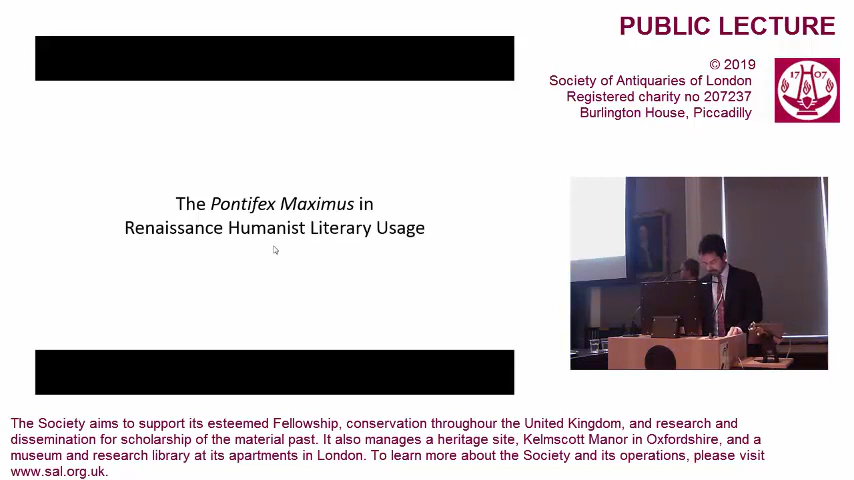 PUBLIC LECTURE
© 2019
Society of Antiquaries of London
Registered charity no 207237
Burlington House, Piccadilly
17 07
The Pontifex Maximus in
Renaissance Humanist Literary Usage
The Society aims to support its esteemed Fellowship, conservation throughour the United Kingdom, and research and
dissemination for scholarship of the material past. It also manages a heritage site, Kelmscott Manor in Oxfordshire, and a
museum and research library at its apartments in London. To learn more about the Society and its operations, please visit
www.sal.org.uk.